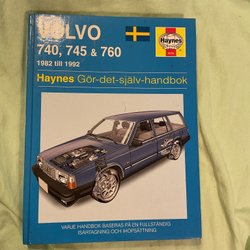 VOLVO
Haynes
740, 745 & 760
1982 till 1992
Haynes Gör-det-själv-handbok
VARJE HANDBOK BASERAS PÅ EN FULLSTÄNDIG
ISÄRTAGNING OCH IHOPSÄTTNING